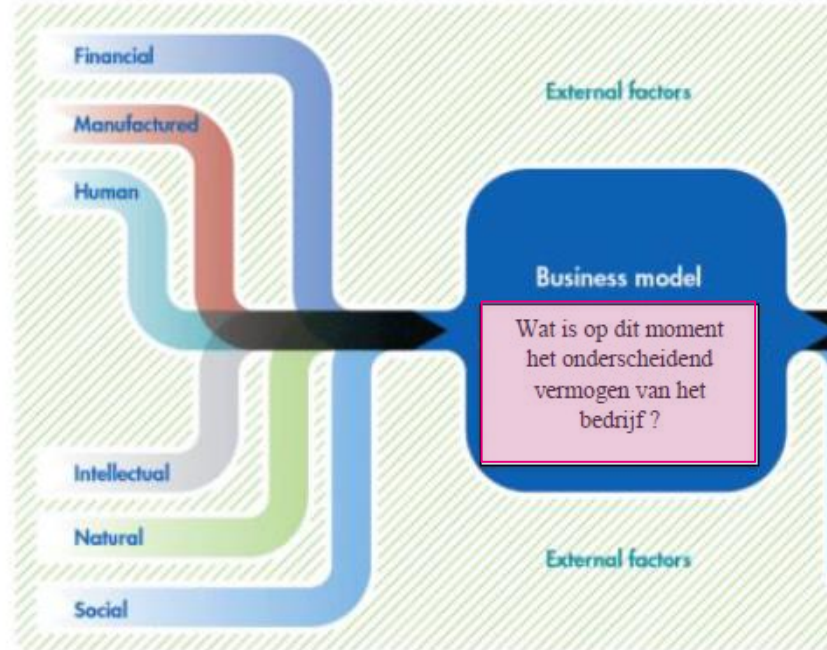 Financial
Manufactured
Human
External factors
Business model
Wat is op dit moment
het onderscheidend
vermogen van het
bedrijf ?
Intellectual
Natural
Social
External factors